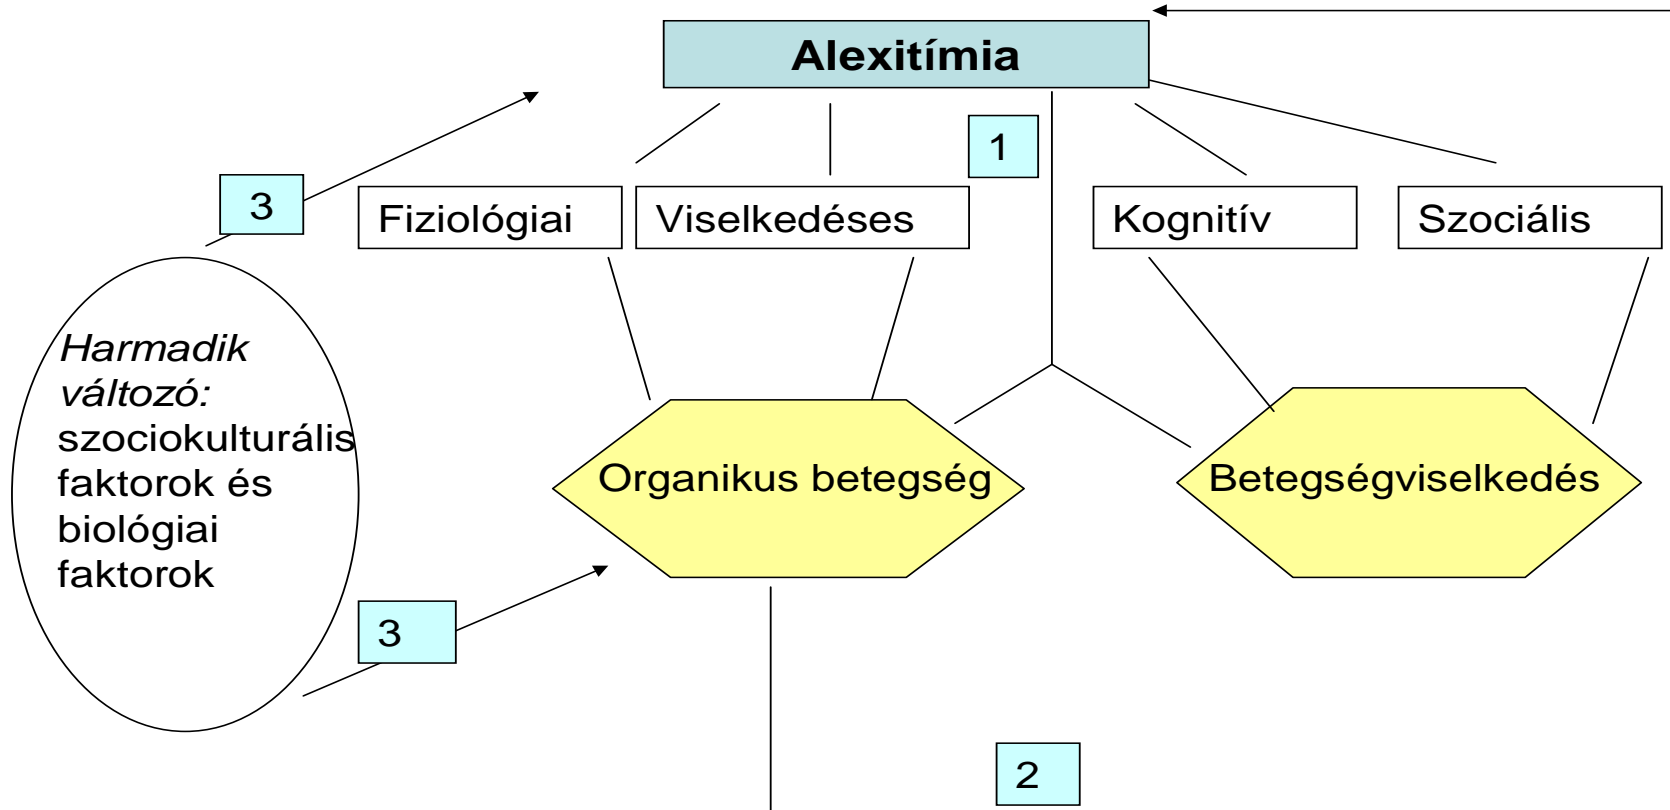 Alexitímia
1
3
Fiziológiai
Viselkedéses
Kognitív
Szociális
Harmadik
változó:
szociokulturális
faktorok és
biológiai
faktorok
Organikus betegség
Betegségviselkedés
3
2